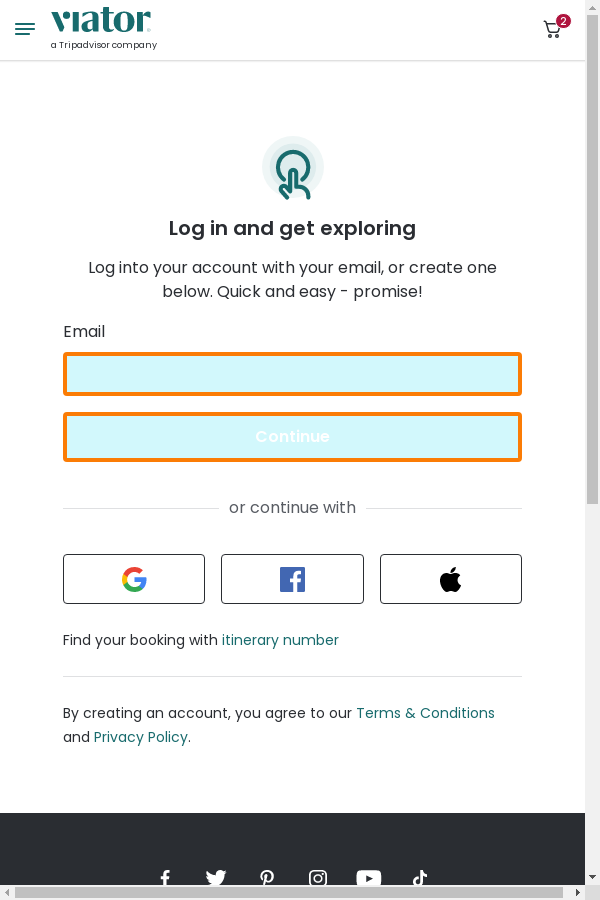 viator
a Tripadvisor company
2
Log in and get exploring
Log into your account with your email, or create one
below. Quick and easy - promise!
Email
Continue
or continue with
Find your booking with itinerary number
By creating an account, you agree to our Terms & Conditions
and Privacy Policy.